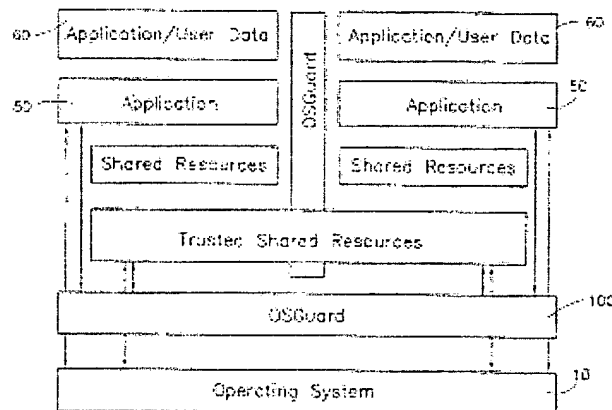 60 Application/User Data
Application/User Data 60
50 Application
Application 50
OSGuard
Shared Resources
Shared Resources
Trusted Shared Resources
OSGuard 100
Operating System 10